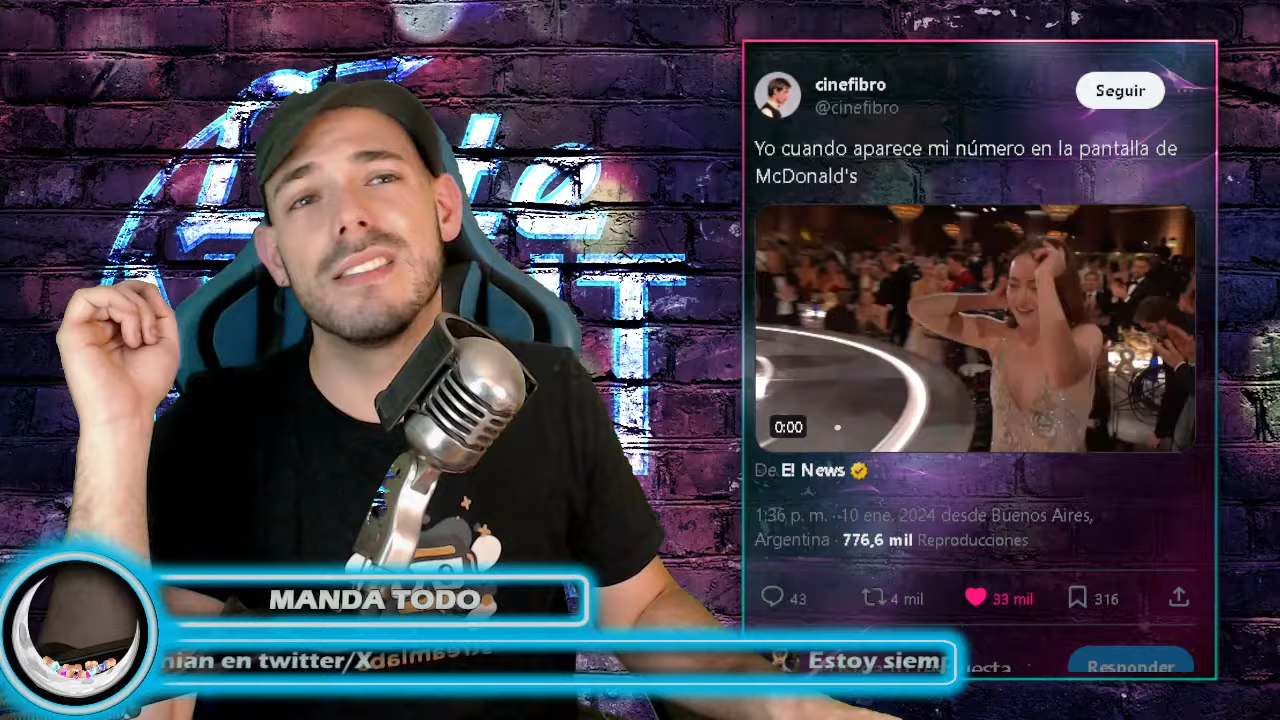 cinefibro
@cinefibro
Seguir
Yo cuando aparece mi número en la pantalla de
McDonald's
0:00
De E! News
1:36 p. m. · 10 ene. 2024 desde Buenos Aires,
Argentina · 776,6 mil Reproducciones
43
4 mil
33 mil
316
Responder
MANDA TODO
nian en twitter/X
Estoy siem